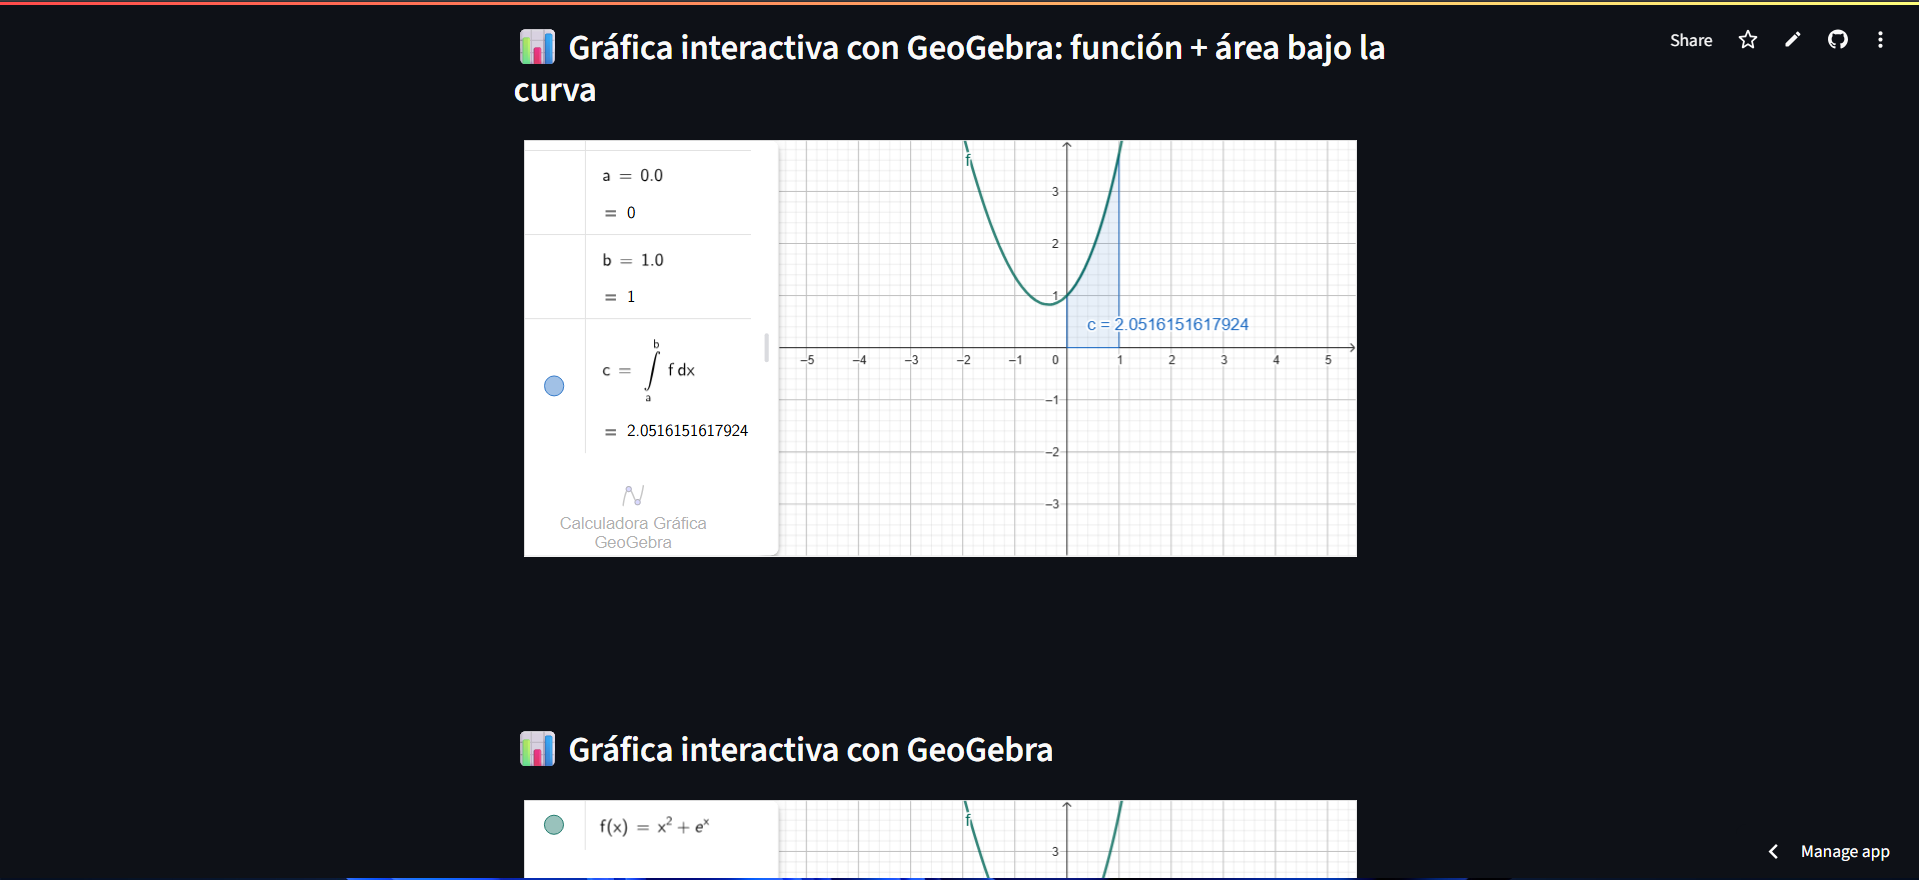 Share
Gráfica interactiva con GeoGebra: función + área bajo la
curva
a = 0.0
= 0
b = 1.0
= 1
b
c = ∫ f dx
a
= 2.0516151617924
Calculadora Gráfica
GeoGebra
f
3
2
1
c = 2.0516151617924
−5 −4 −3 −2 −1 0 1 2 3 4 5
−1
−2
−3
Gráfica interactiva con GeoGebra
f(x) = x² + eˣ
f
3
Manage app